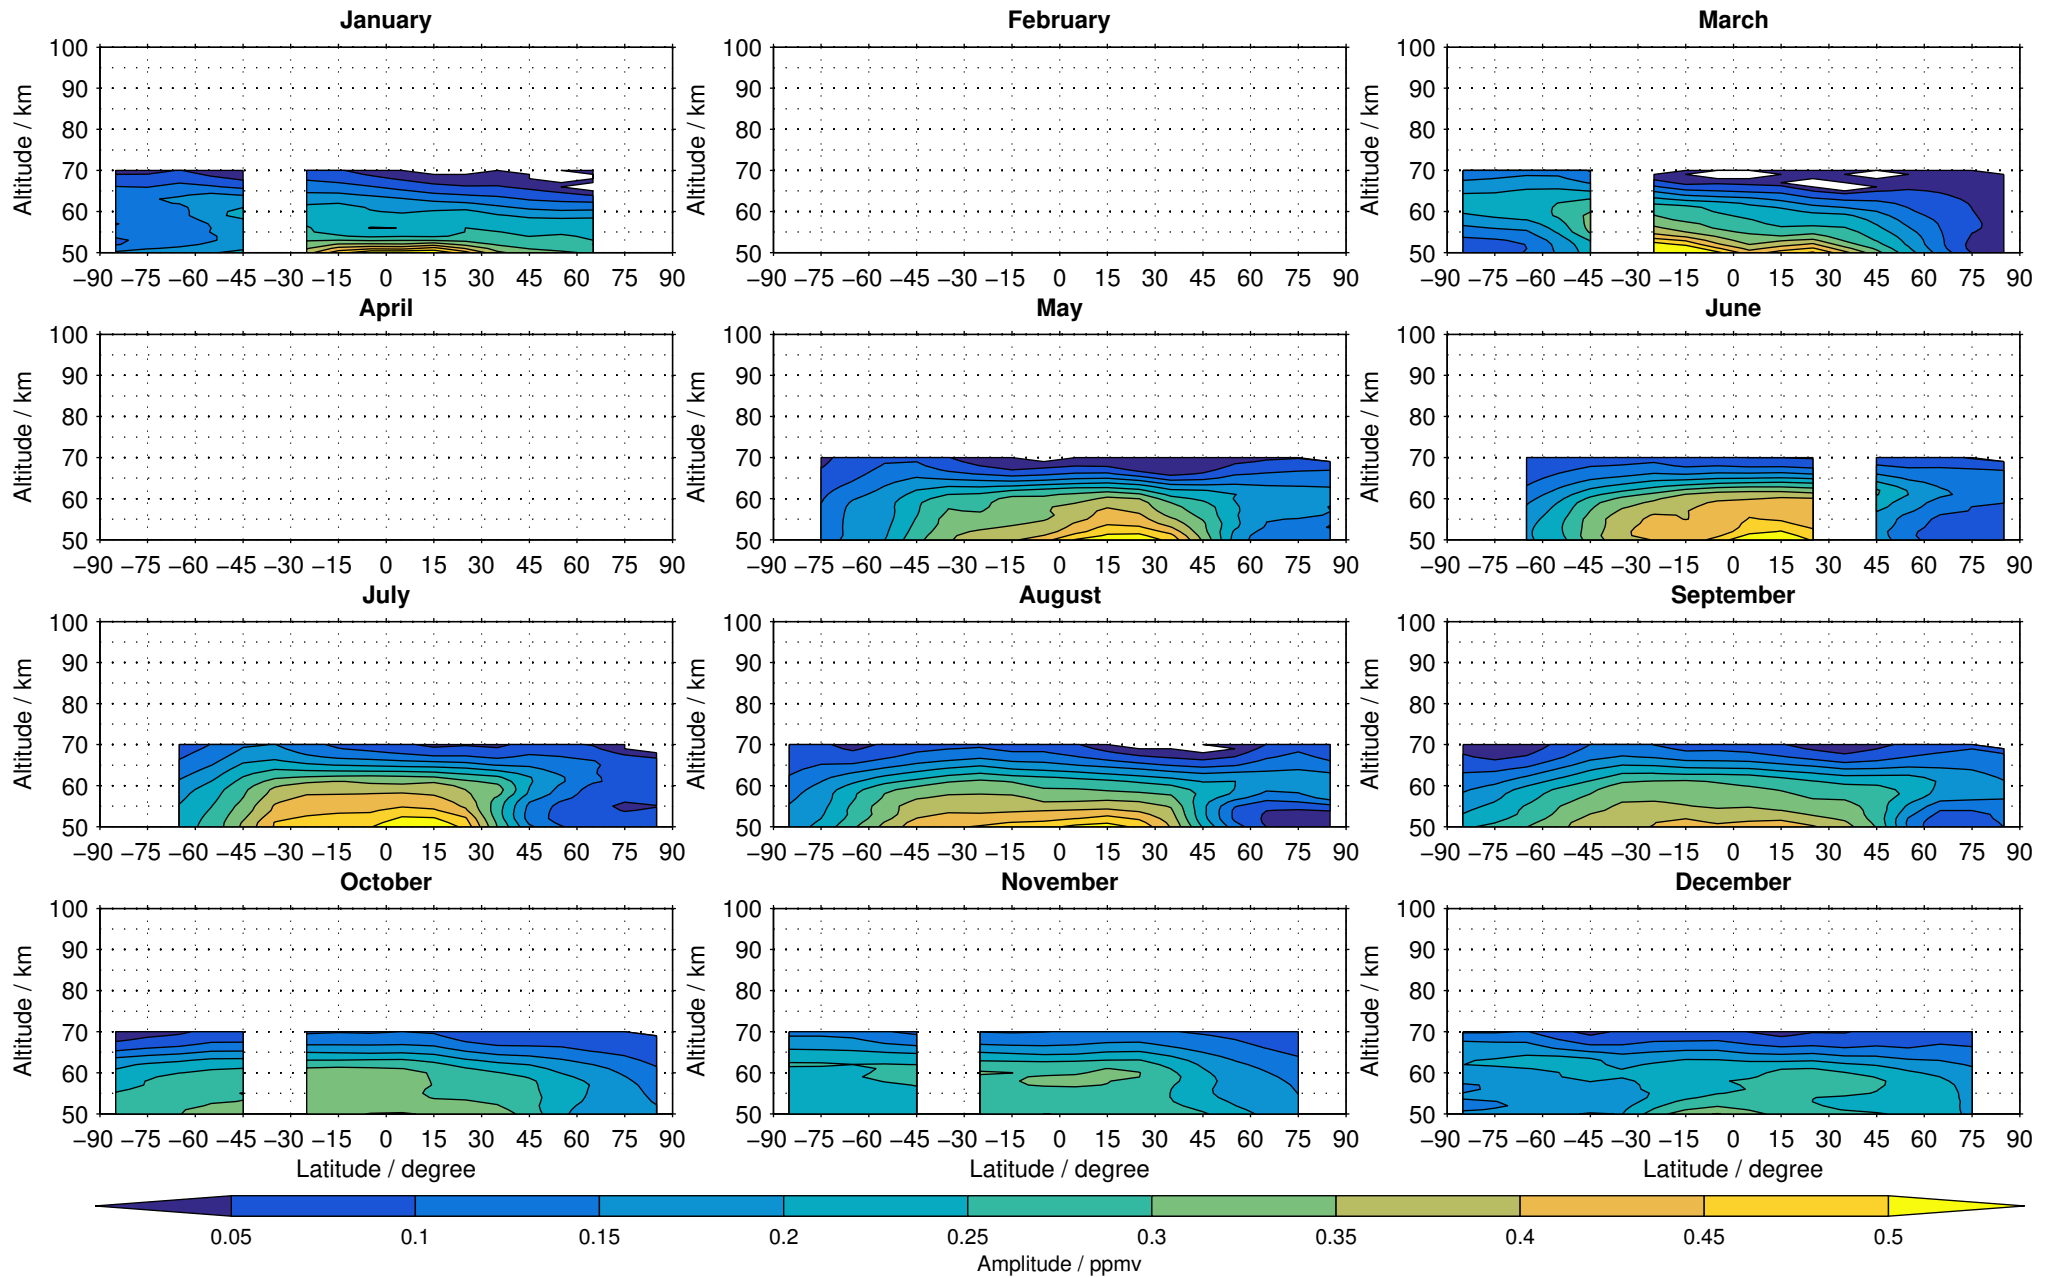 January February March
100 100 100
90 90 90
80 80 80
70 70 70
60 60 60
50 50 50
Altitude / km Altitude / km Altitude / km
−90 −75 −60 −45 −30 −15 0 15 30 45 60 75 90 −90 −75 −60 −45 −30 −15 0 15 30 45 60 75 90 −90 −75 −60 −45 −30 −15 0 15 30 45 60 75 90
April May June
100 100 100
90 90 90
80 80 80
70 70 70
60 60 60
50 50 50
Altitude / km Altitude / km Altitude / km
−90 −75 −60 −45 −30 −15 0 15 30 45 60 75 90 −90 −75 −60 −45 −30 −15 0 15 30 45 60 75 90 −90 −75 −60 −45 −30 −15 0 15 30 45 60 75 90
July August September
100 100 100
90 90 90
80 80 80
70 70 70
60 60 60
50 50 50
Altitude / km Altitude / km Altitude / km
−90 −75 −60 −45 −30 −15 0 15 30 45 60 75 90 −90 −75 −60 −45 −30 −15 0 15 30 45 60 75 90 −90 −75 −60 −45 −30 −15 0 15 30 45 60 75 90
October November December
100 100 100
90 90 90
80 80 80
70 70 70
60 60 60
50 50 50
Altitude / km Altitude / km Altitude / km
−90 −75 −60 −45 −30 −15 0 15 30 45 60 75 90 −90 −75 −60 −45 −30 −15 0 15 30 45 60 75 90 −90 −75 −60 −45 −30 −15 0 15 30 45 60 75 90
Latitude / degree Latitude / degree Latitude / degree
0.05 0.1 0.15 0.2 0.25 0.3 0.35 0.4 0.45 0.5
Amplitude / ppmv